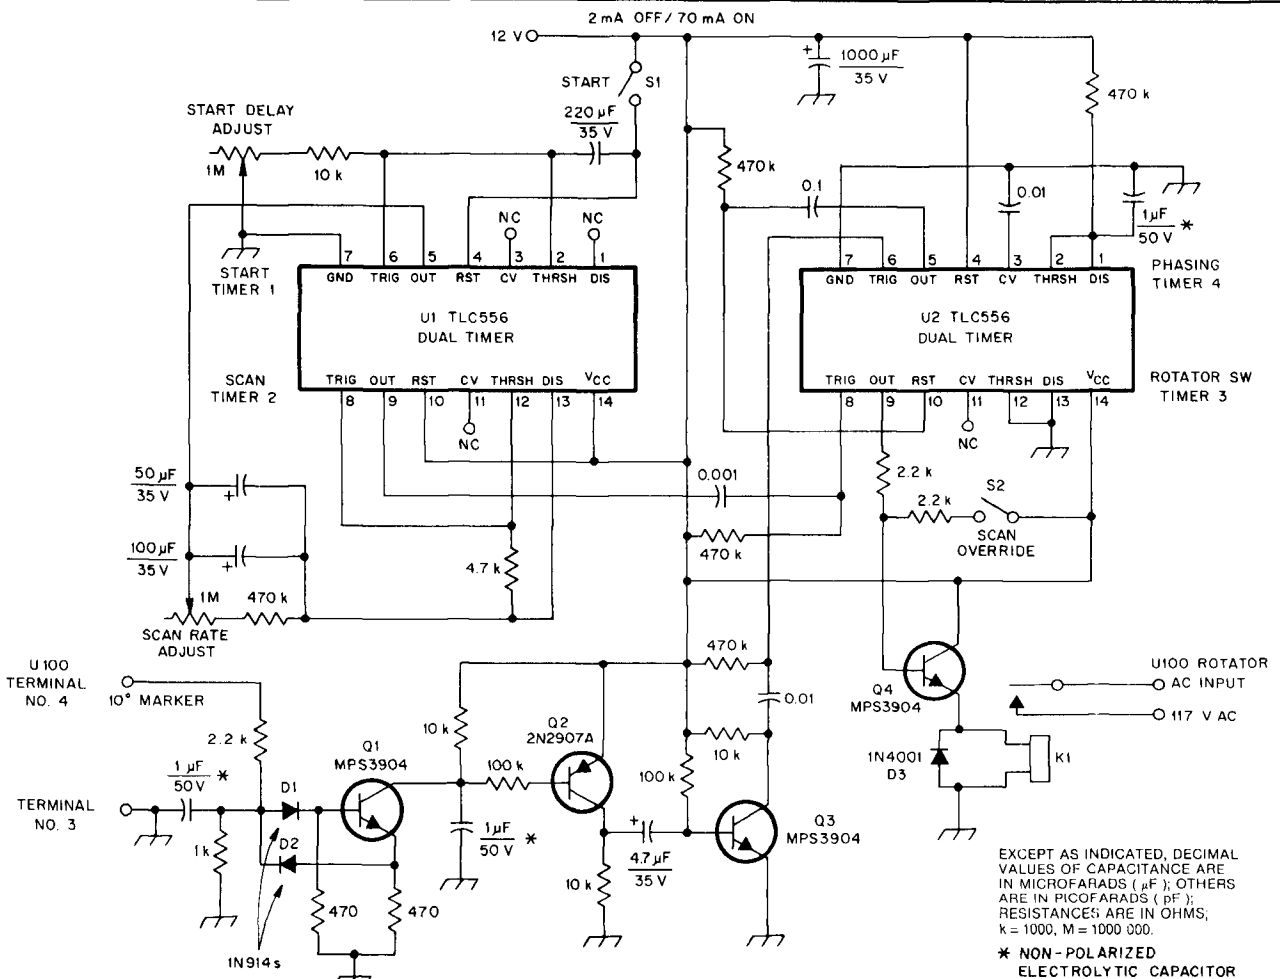 2 mA OFF / 70 mA ON
12 V
START S1
1000 µF
35 V
470 k
START DELAY
ADJUST
220 µF
35 V
1M
10 k
470 k
0.1
0.01
1 µF *
50 V
NC
NC
START
TIMER 1
7 6 5 4 3 2 1
GND TRIG OUT RST CV THRSH DIS
U1 TLC556
DUAL TIMER
TRIG OUT RST CV THRSH DIS VCC
8 9 10 11 12 13 14
NC
SCAN
TIMER 2
7 6 5 4 3 2 1
GND TRIG OUT RST CV THRSH DIS
U2 TLC556
DUAL TIMER
TRIG OUT RST CV THRSH DIS VCC
8 9 10 11 12 13 14
NC
PHASING
TIMER 4
ROTATOR SW
TIMER 3
50 µF
35 V
100 µF
35 V
1M
470 k
SCAN RATE
ADJUST
4.7 k
0.001
470 k
2.2 k
2.2 k
S2
SCAN
OVERRIDE
U100
TERMINAL
NO. 4
10° MARKER
2.2 k
1 µF *
50 V
TERMINAL
NO. 3
1 k
D1
D2
1N914s
470
470
Q1
MPS3904
10 k
100 k
1 µF *
50 V
Q2
2N2907A
10 k
4.7 µF
35 V
470 k
0.01
10 k
100 k
Q3
MPS3904
Q4
MPS3904
1N4001
D3
K1
U100 ROTATOR
AC INPUT
117 V AC
EXCEPT AS INDICATED, DECIMAL
VALUES OF CAPACITANCE ARE
IN MICROFARADS ( µF ); OTHERS
ARE IN PICOFARADS ( pF );
RESISTANCES ARE IN OHMS;
k = 1000, M = 1000 000.
* NON-POLARIZED
ELECTROLYTIC CAPACITOR